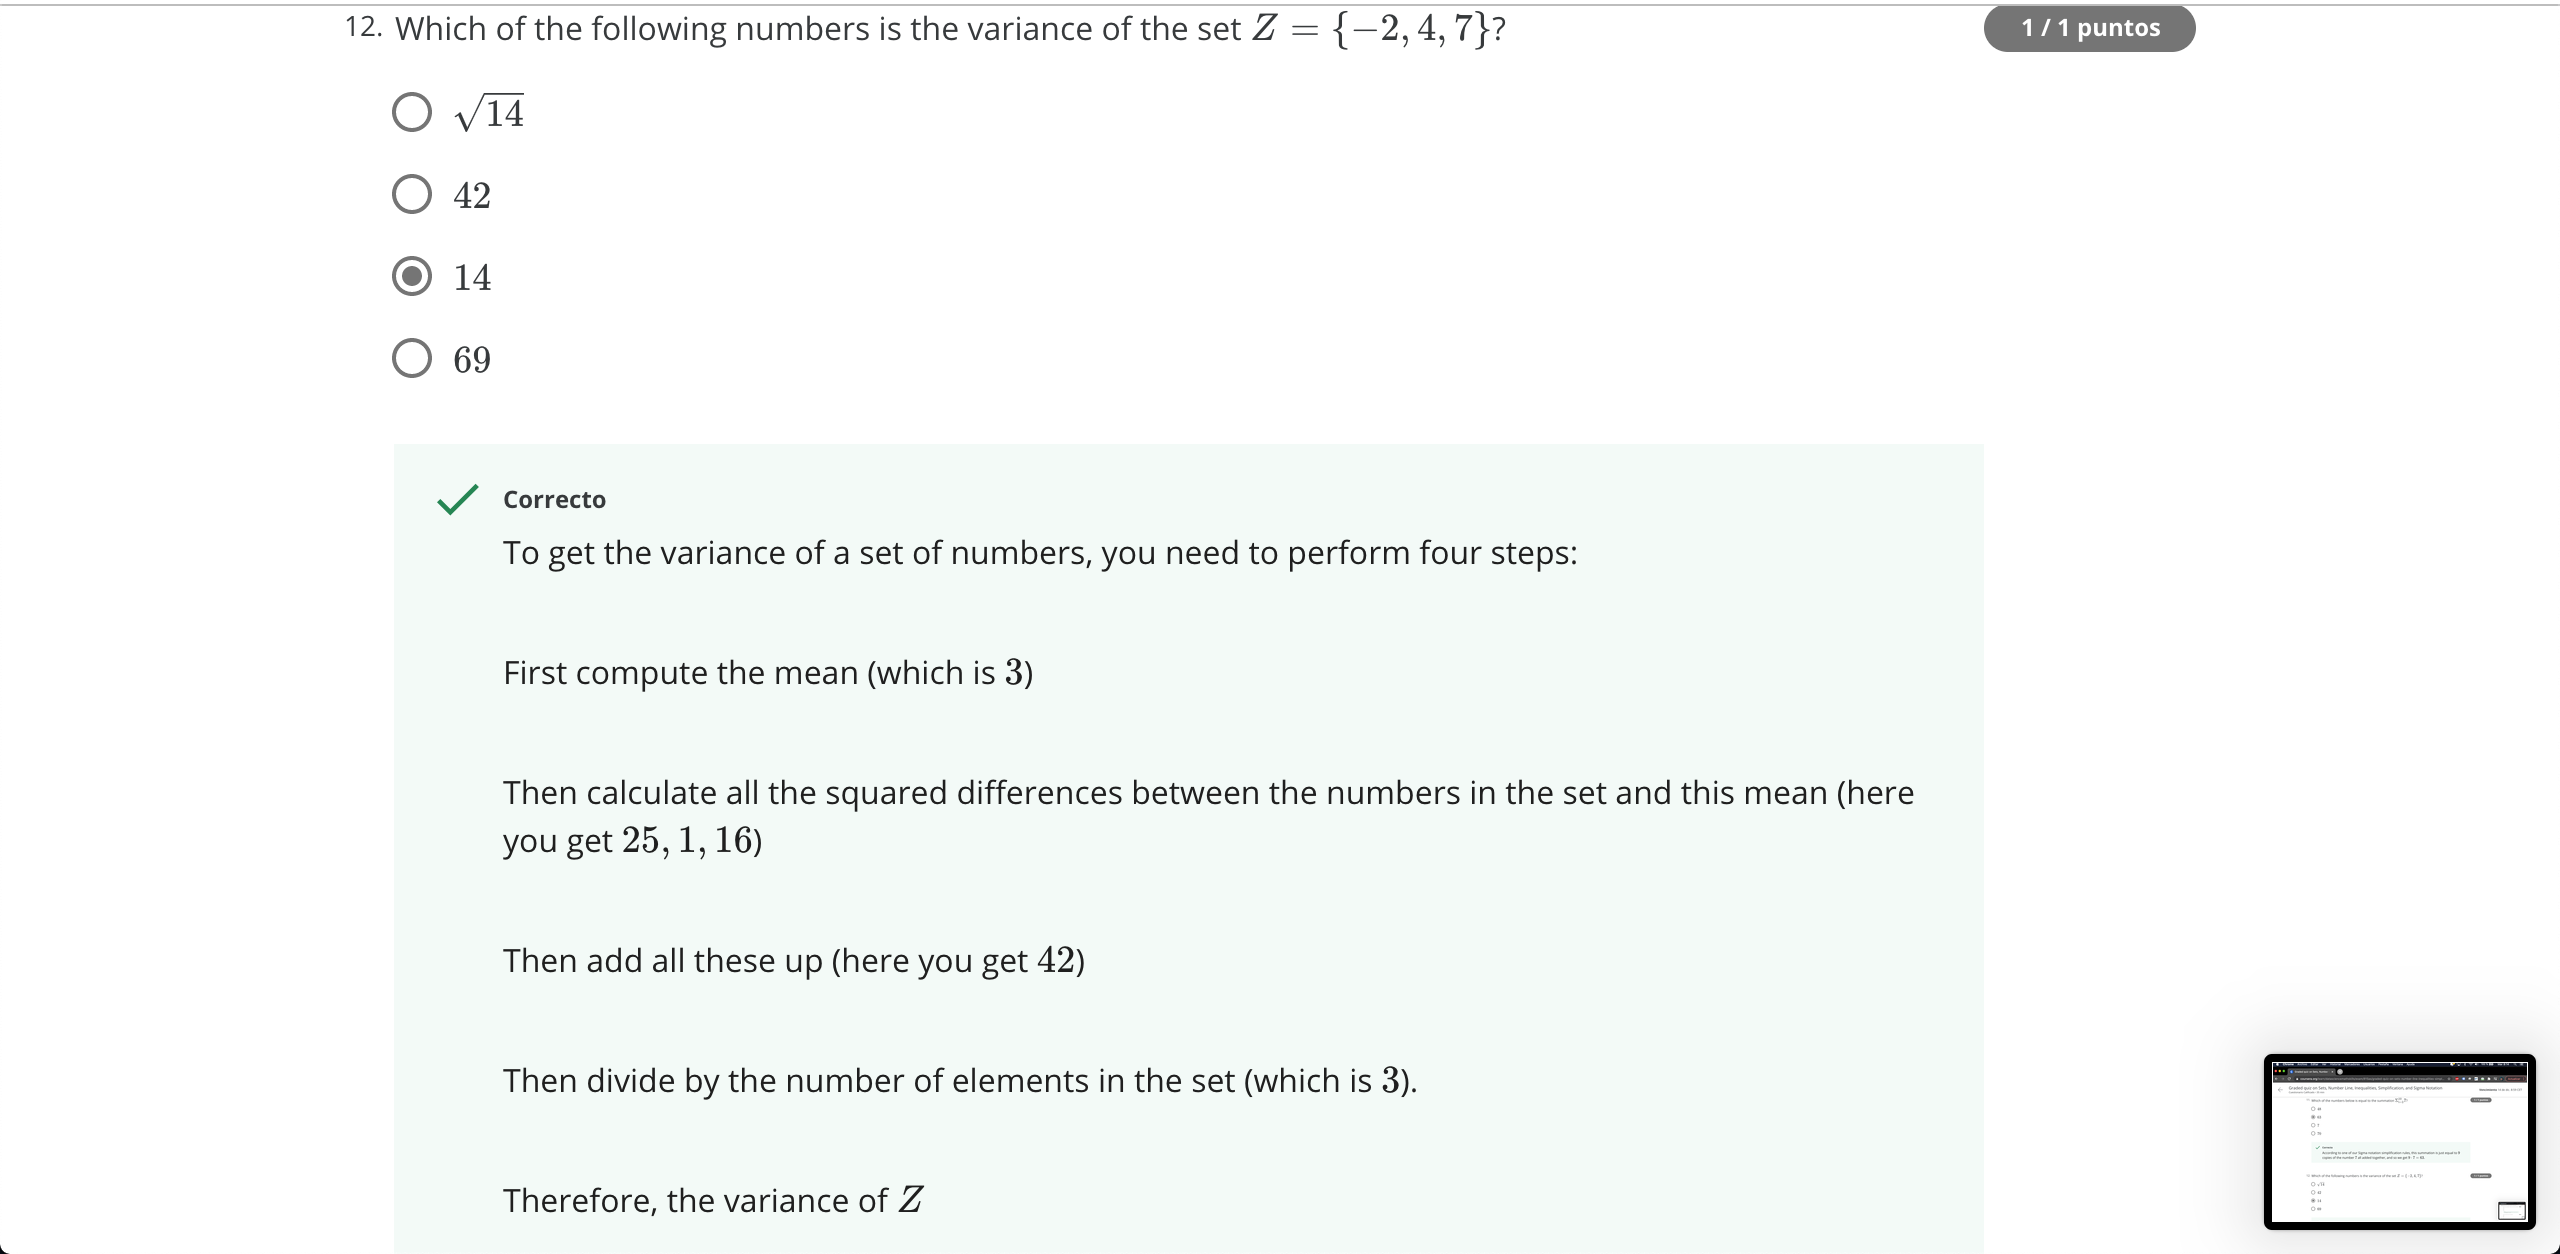 12. Which of the following numbers is the variance of the set Z = {−2, 4, 7}?
1 / 1 puntos
√14
42
14
69
Correcto
To get the variance of a set of numbers, you need to perform four steps:
First compute the mean (which is 3)
Then calculate all the squared differences between the numbers in the set and this mean (here
you get 25, 1, 16)
Then add all these up (here you get 42)
Then divide by the number of elements in the set (which is 3).
Therefore, the variance of Z